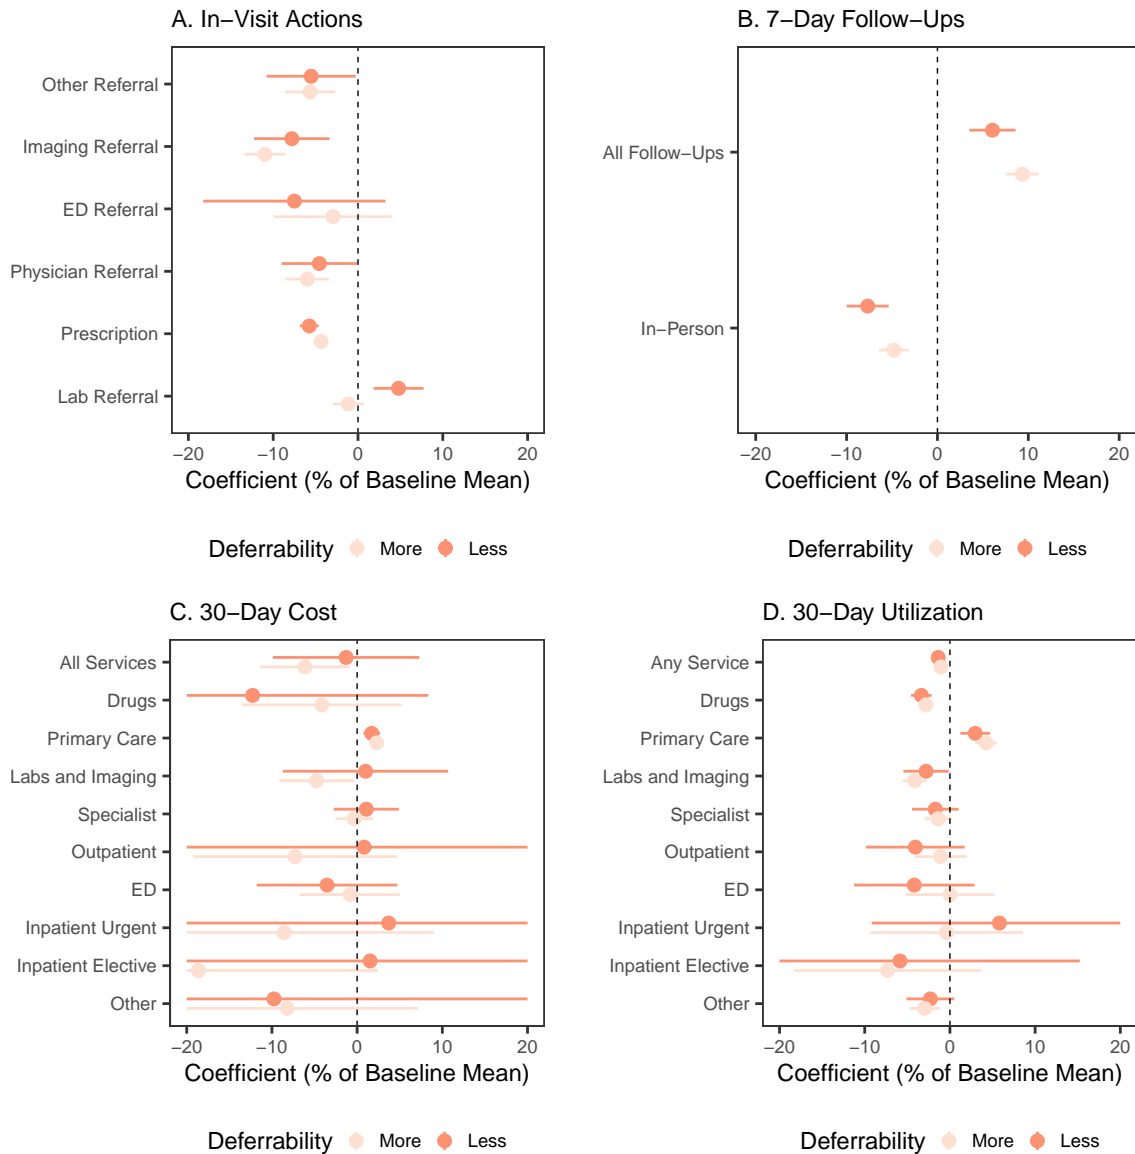 A. In−Visit Actions
Other Referral
Imaging Referral
ED Referral
Physician Referral
Prescription
Lab Referral
−20 −10 0 10 20
Coefficient (% of Baseline Mean)
Deferrability More Less
B. 7−Day Follow−Ups
All Follow−Ups
In−Person
−20 −10 0 10 20
Coefficient (% of Baseline Mean)
Deferrability More Less
C. 30−Day Cost
All Services
Drugs
Primary Care
Labs and Imaging
Specialist
Outpatient
ED
Inpatient Urgent
Inpatient Elective
Other
−20 −10 0 10 20
Coefficient (% of Baseline Mean)
Deferrability More Less
D. 30−Day Utilization
Any Service
Drugs
Primary Care
Labs and Imaging
Specialist
Outpatient
ED
Inpatient Urgent
Inpatient Elective
Other
−20 −10 0 10 20
Coefficient (% of Baseline Mean)
Deferrability More Less